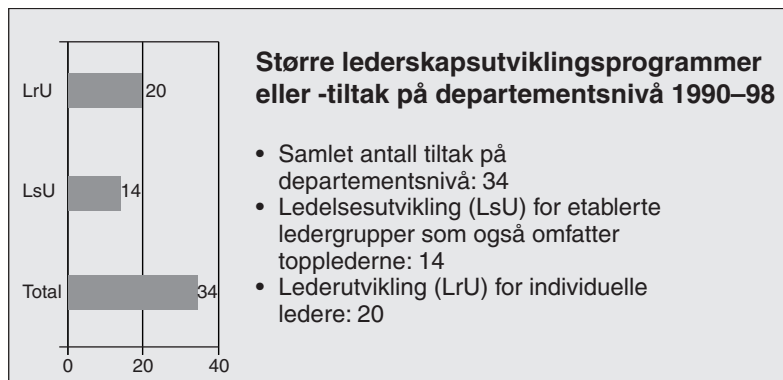 LrU 20
LsU 14
Total 34
0 20 40
Større lederskapsutviklingsprogrammer
eller -tiltak på departementsnivå 1990–98
• Samlet antall tiltak på
departementsnivå: 34
• Ledelsesutvikling (LsU) for etablerte
ledergrupper som også omfatter
topplederne: 14
• Lederutvikling (LrU) for individuelle
ledere: 20